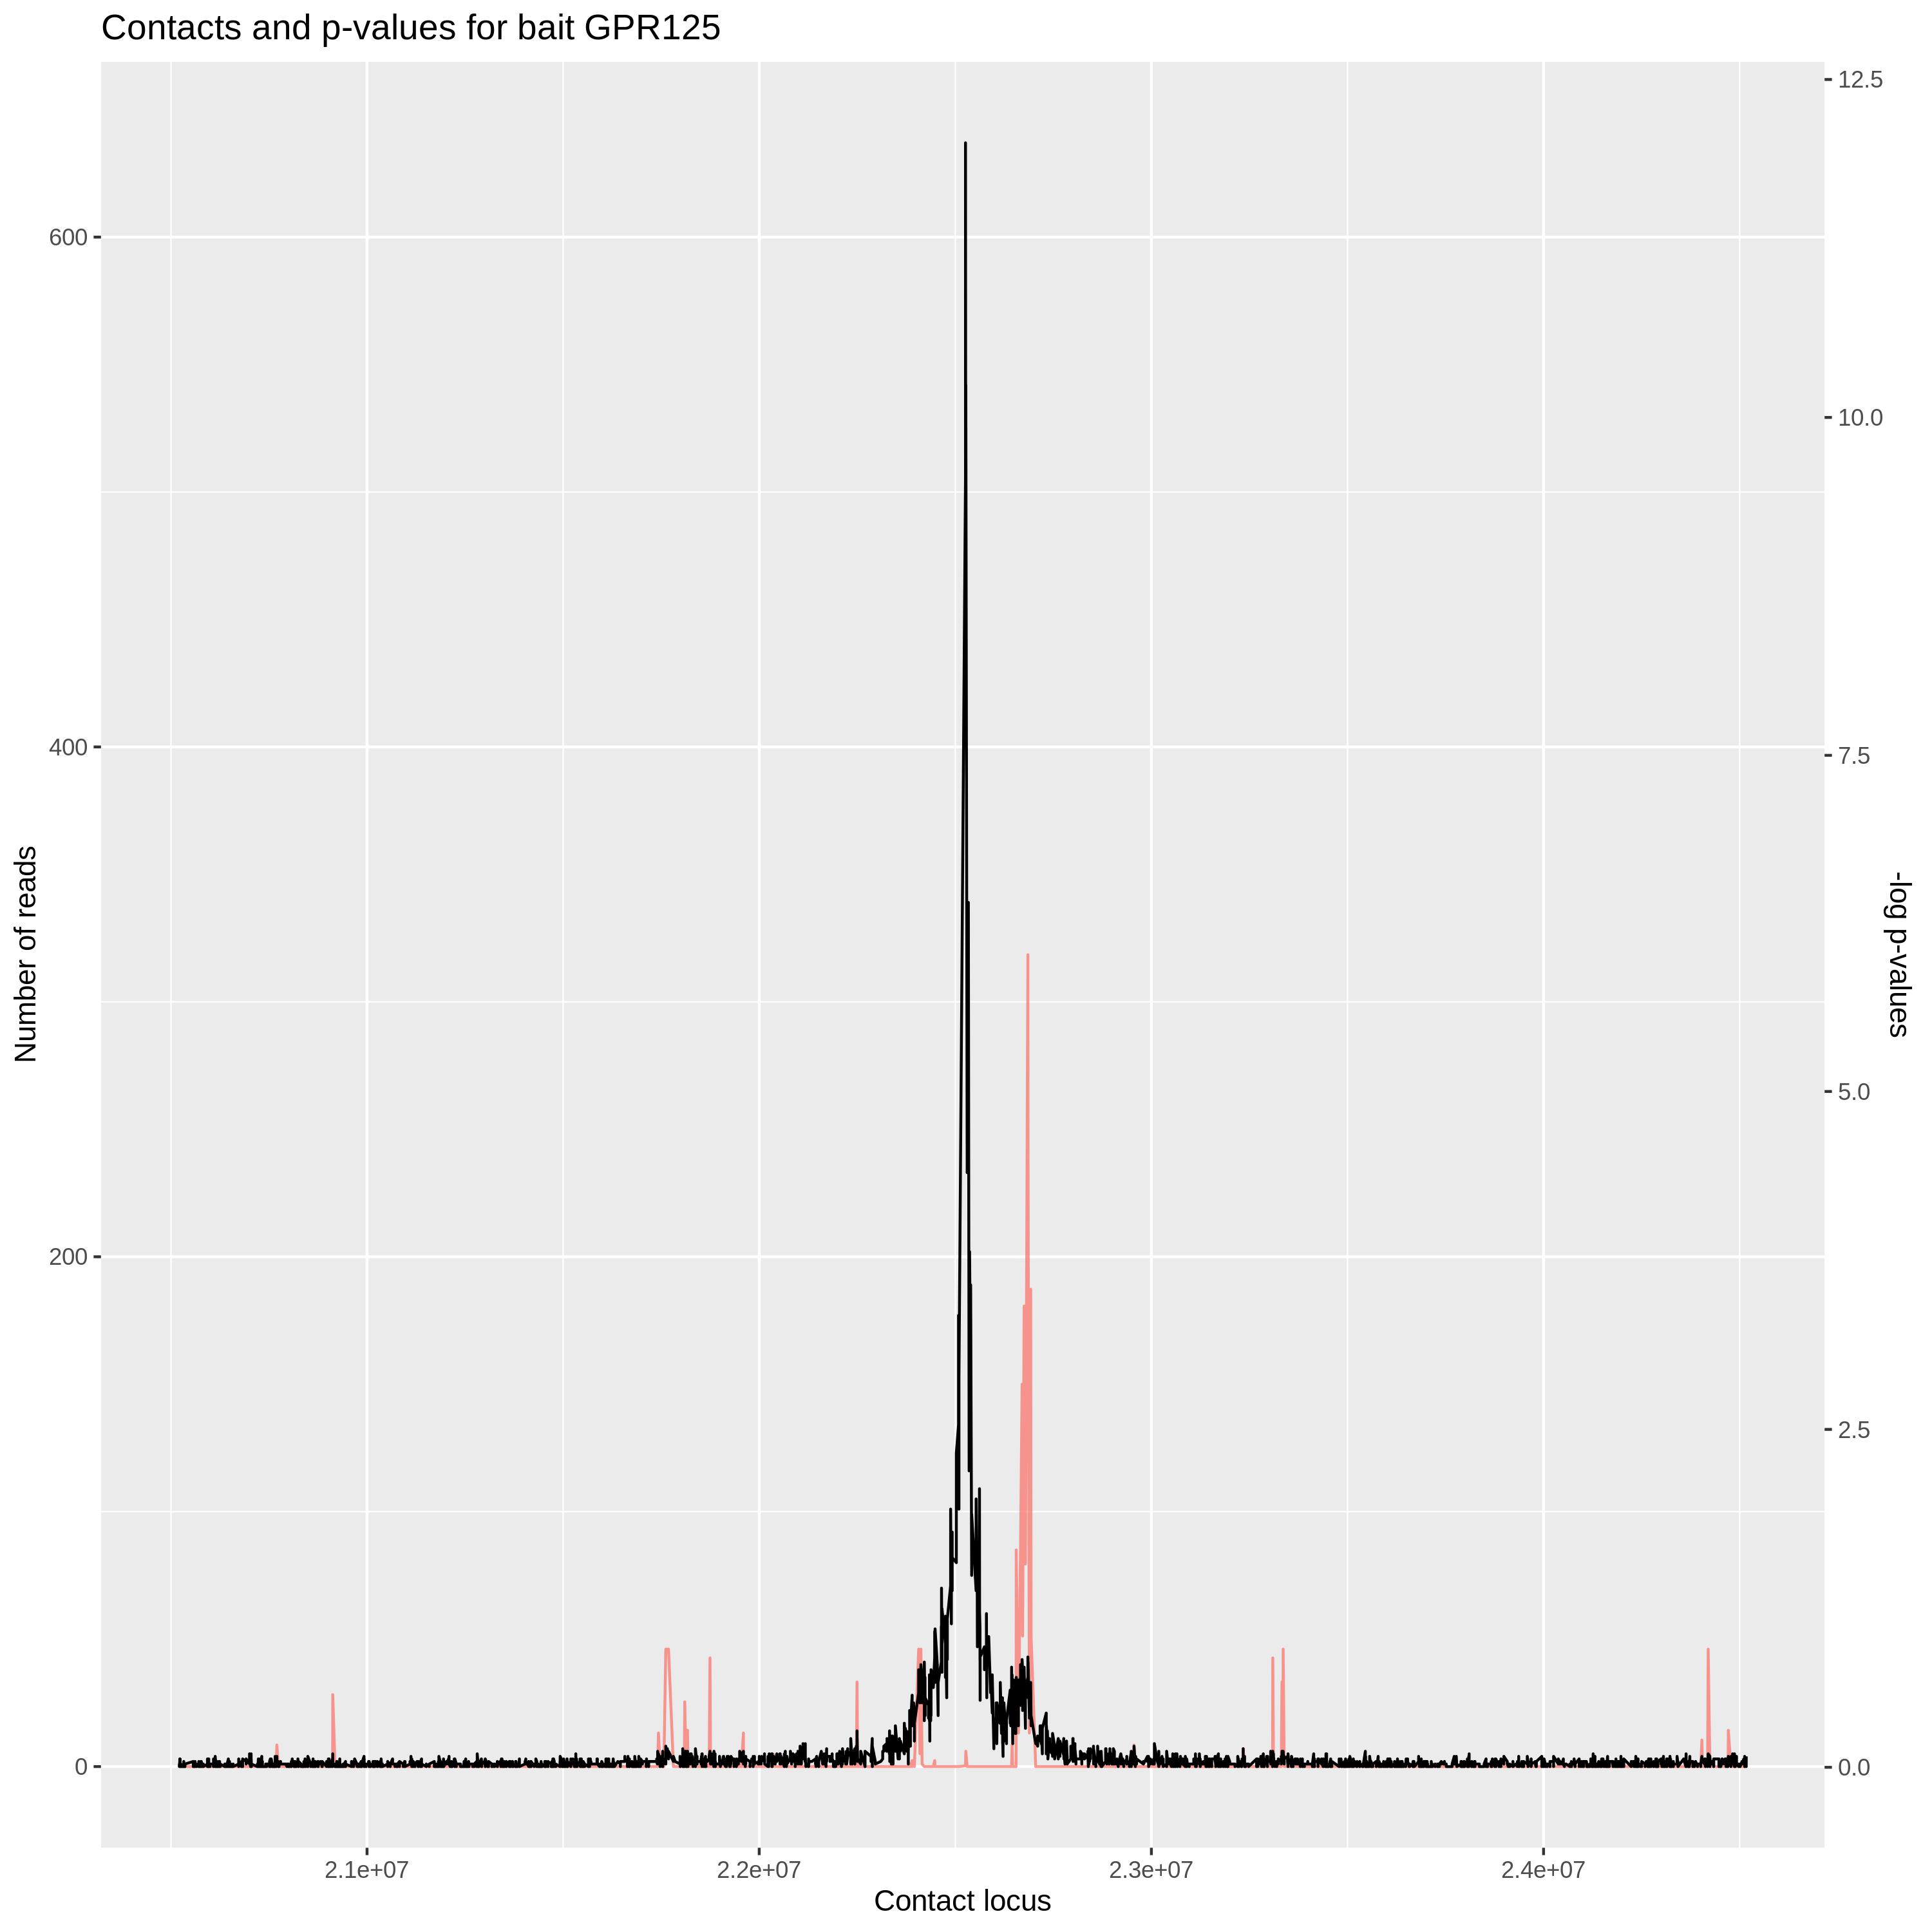 Contacts and p-values for bait GPR125
12.5
600
10.0
400
7.5
Number of reads
-log p-values
5.0
200
2.5
0
0.0
2.1e+07
2.2e+07
2.3e+07
2.4e+07
Contact locus